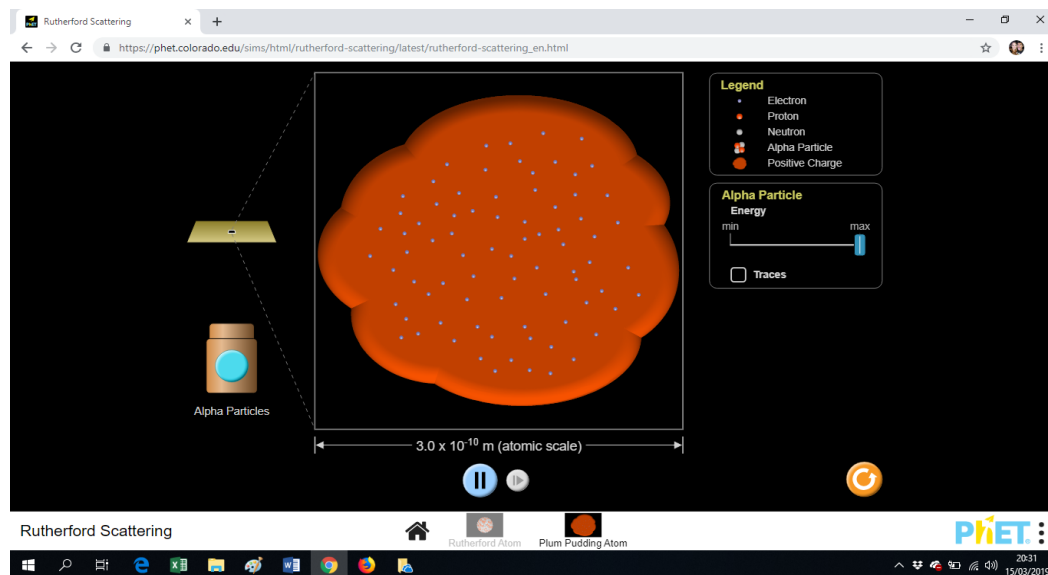 Rutherford Scattering
https://phet.colorado.edu/sims/html/rutherford-scattering/latest/rutherford-scattering_en.html
Legend
Electron
Proton
Neutron
Alpha Particle
Positive Charge
Alpha Particle
Energy
min max
Traces
Alpha Particles
3.0 x 10⁻¹⁰ m (atomic scale)
Rutherford Scattering
Rutherford Atom
Plum Pudding Atom
PhET
20:31
15/03/2019